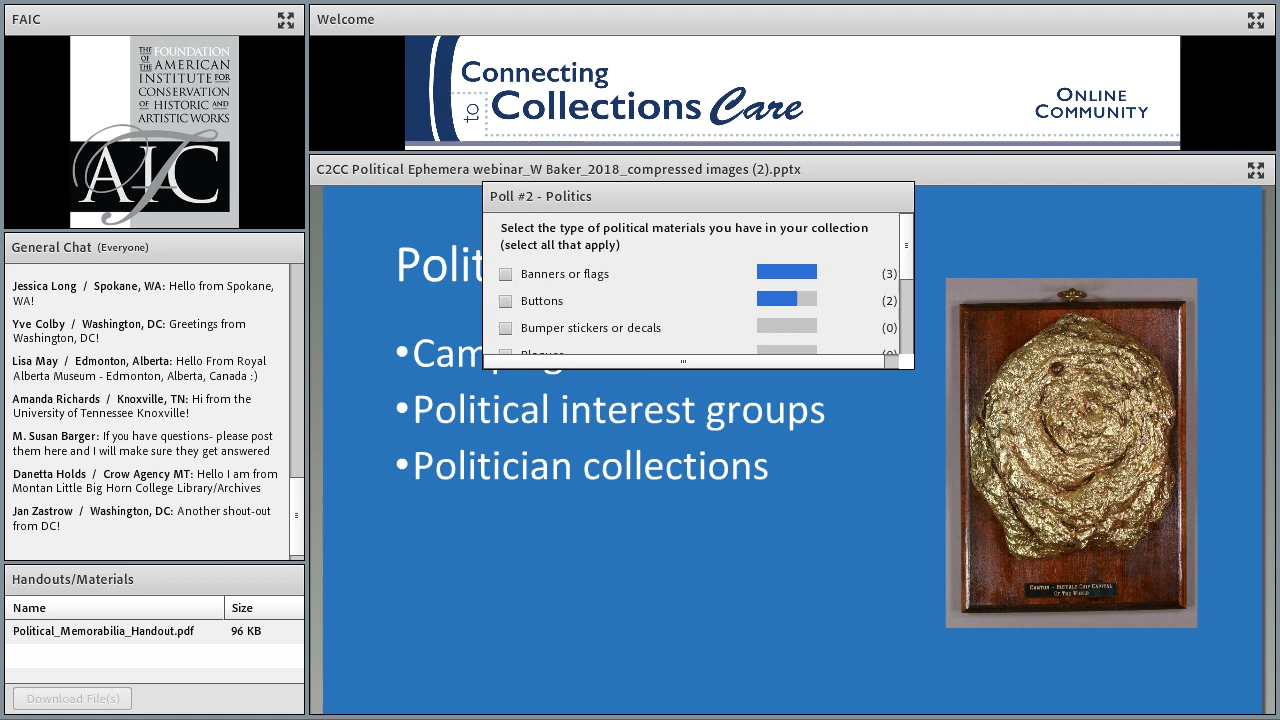 FAIC
THE FOUNDATION
OF THE AMERICAN
INSTITUTE FOR
CONSERVATION
OF HISTORIC AND
ARTISTIC WORKS
AIC
General Chat (Everyone)
Jessica Long / Spokane, WA: Hello from Spokane,
WA!
Yve Colby / Washington, DC: Greetings from
Washington, DC!
Lisa May / Edmonton, Alberta: Hello From Royal
Alberta Museum - Edmonton, Alberta, Canada :)
Amanda Richards / Knoxville, TN: Hi from the
University of Tennessee Knoxville!
M. Susan Barger: If you have questions- please post
them here and I will make sure they get answered
Danetta Holds / Crow Agency MT: Hello I am from
Montan Little Big Horn College Library/Archives
Jan Zastrow / Washington, DC: Another shout-out
from DC!
Handouts/Materials
Name Size
Political_Memorabilia_Handout.pdf 96 KB
Download File(s)
Welcome
Connecting
to Collections Care
ONLINE
COMMUNITY
C2CC Political Ephemera webinar_W Baker_2018_compressed images (2).pptx
Poll #2 - Politics
Select the type of political materials you have in your collection
(select all that apply)
Banners or flags (3)
Buttons (2)
Bumper stickers or decals (0)
•Political interest groups
•Politician collections
CANTON - BUFFALO CHIP CAPITAL
OF THE WORLD